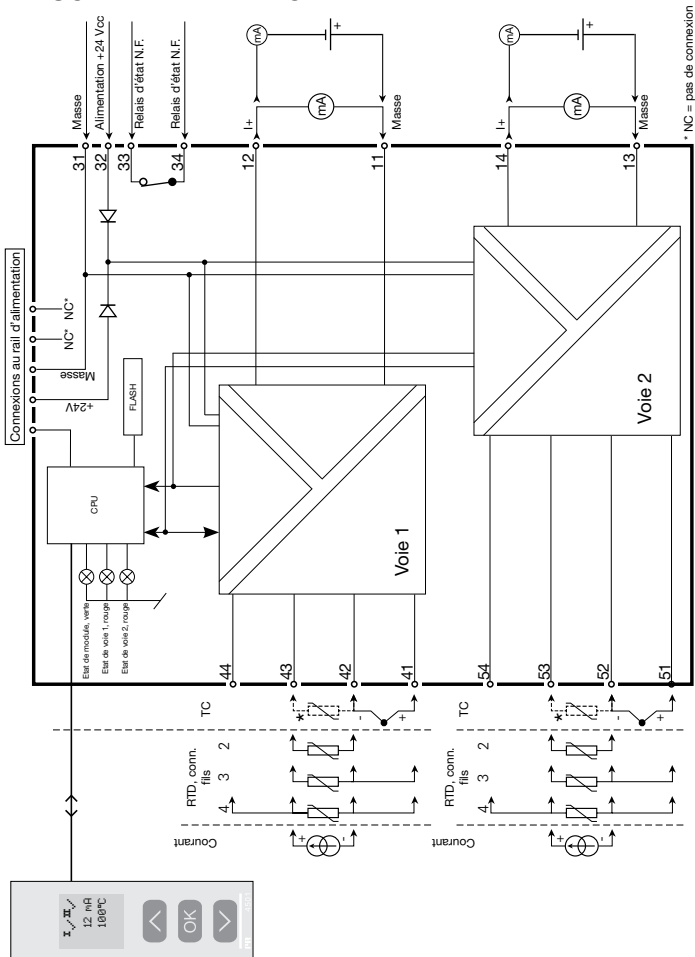 Connexions au rail d'alimentation
NC*
NC*
Masse
+24V
Masse
Alimentation +24 Vcc
Relais d'état N.F.
Relais d'état N.F.
31
32
33
34
I+
Masse
12
11
mA
mA
+
I+
Masse
14
13
mA
mA
+
* NC = pas de connexion
FLASH
CPU
Etat de module, verte
Etat de voie 1, rouge
Etat de voie 2, rouge
Voie 1
Voie 2
44
43
42
41
54
53
52
51
TC
*
-
+
RTD, conn.
fils
2
3
4
Courant
+
-
TC
*
-
+
RTD, conn.
fils
2
3
4
Courant
+
-
I II
12 mA
100°C
OK